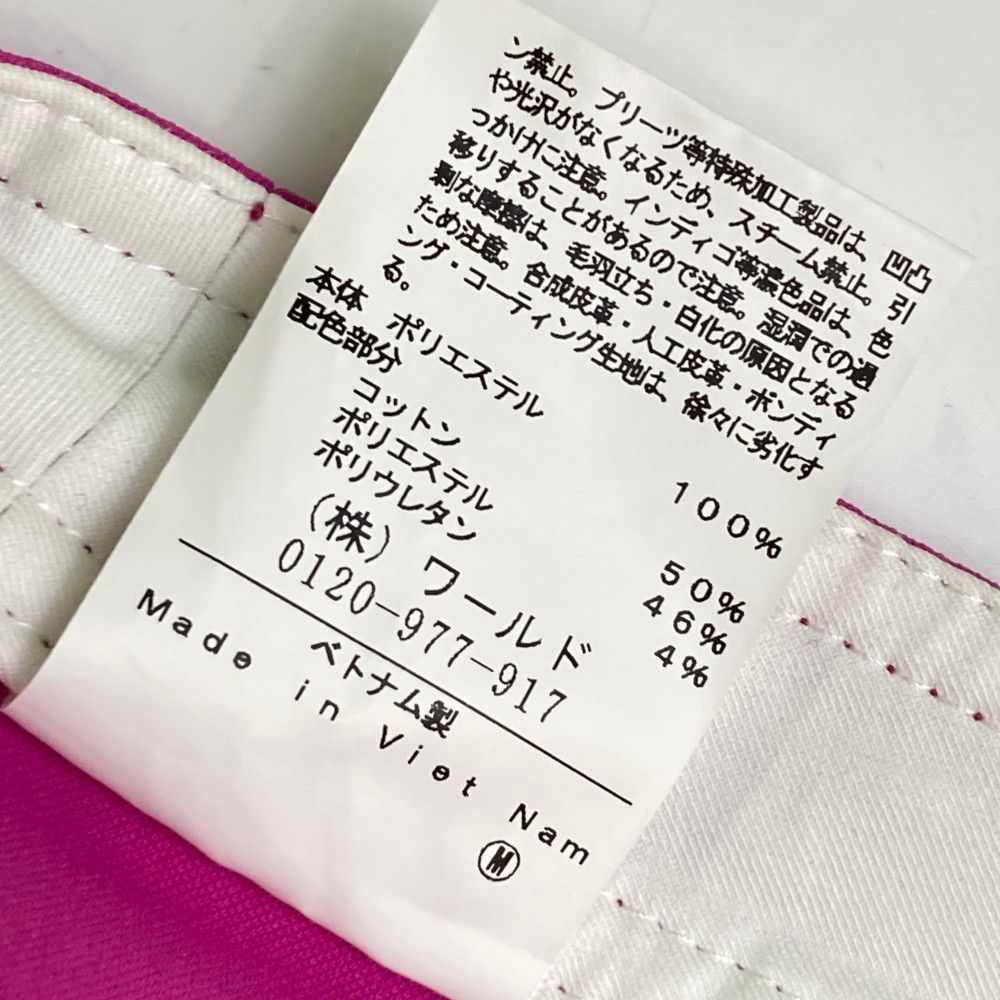 ン禁止。プリーツ等特殊加工製品は、凹凸
や光沢がなくなるため、スチーム禁止。引
っかけに注意。インディゴ等濃色品は、色
移りすることがあるので注意。湿潤での過
剰な摩擦は、毛羽立ち・白化の原因となる
ため注意。合成皮革・人工皮革・ボンディ
ング・コーティング生地は、徐々に劣化す
る。
本体 ポリエステル 100%
配色部分
コットン 50%
ポリエステル 46%
ポリウレタン 4%
(株)ワールド
0120-977-917
ベトナム製
Made in Viet Nam
M